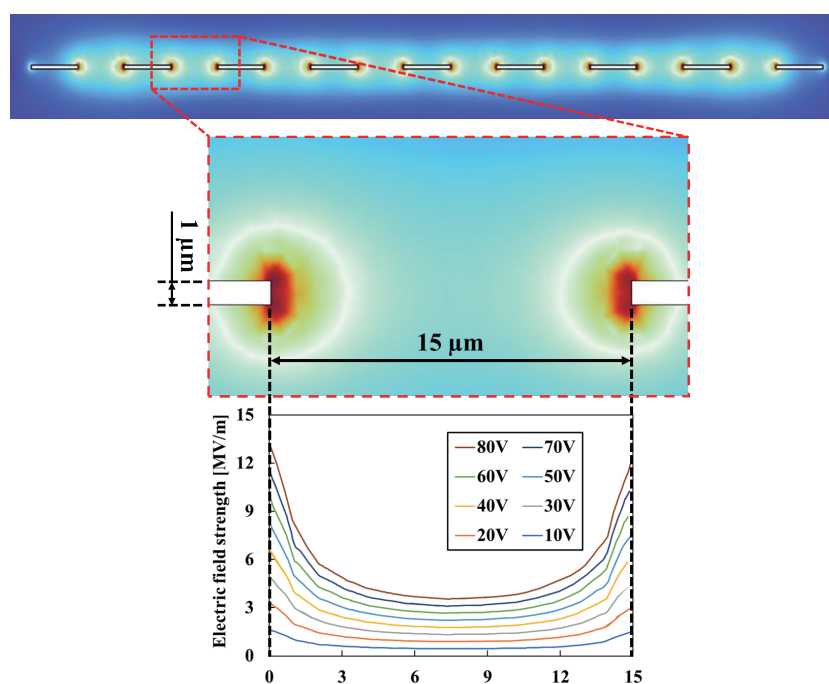 1 μm
15 μm
Electric field strength [MV/m]
15
12
9
6
3
0
80V 70V
60V 50V
40V 30V
20V 10V
0 3 6 9 12 15